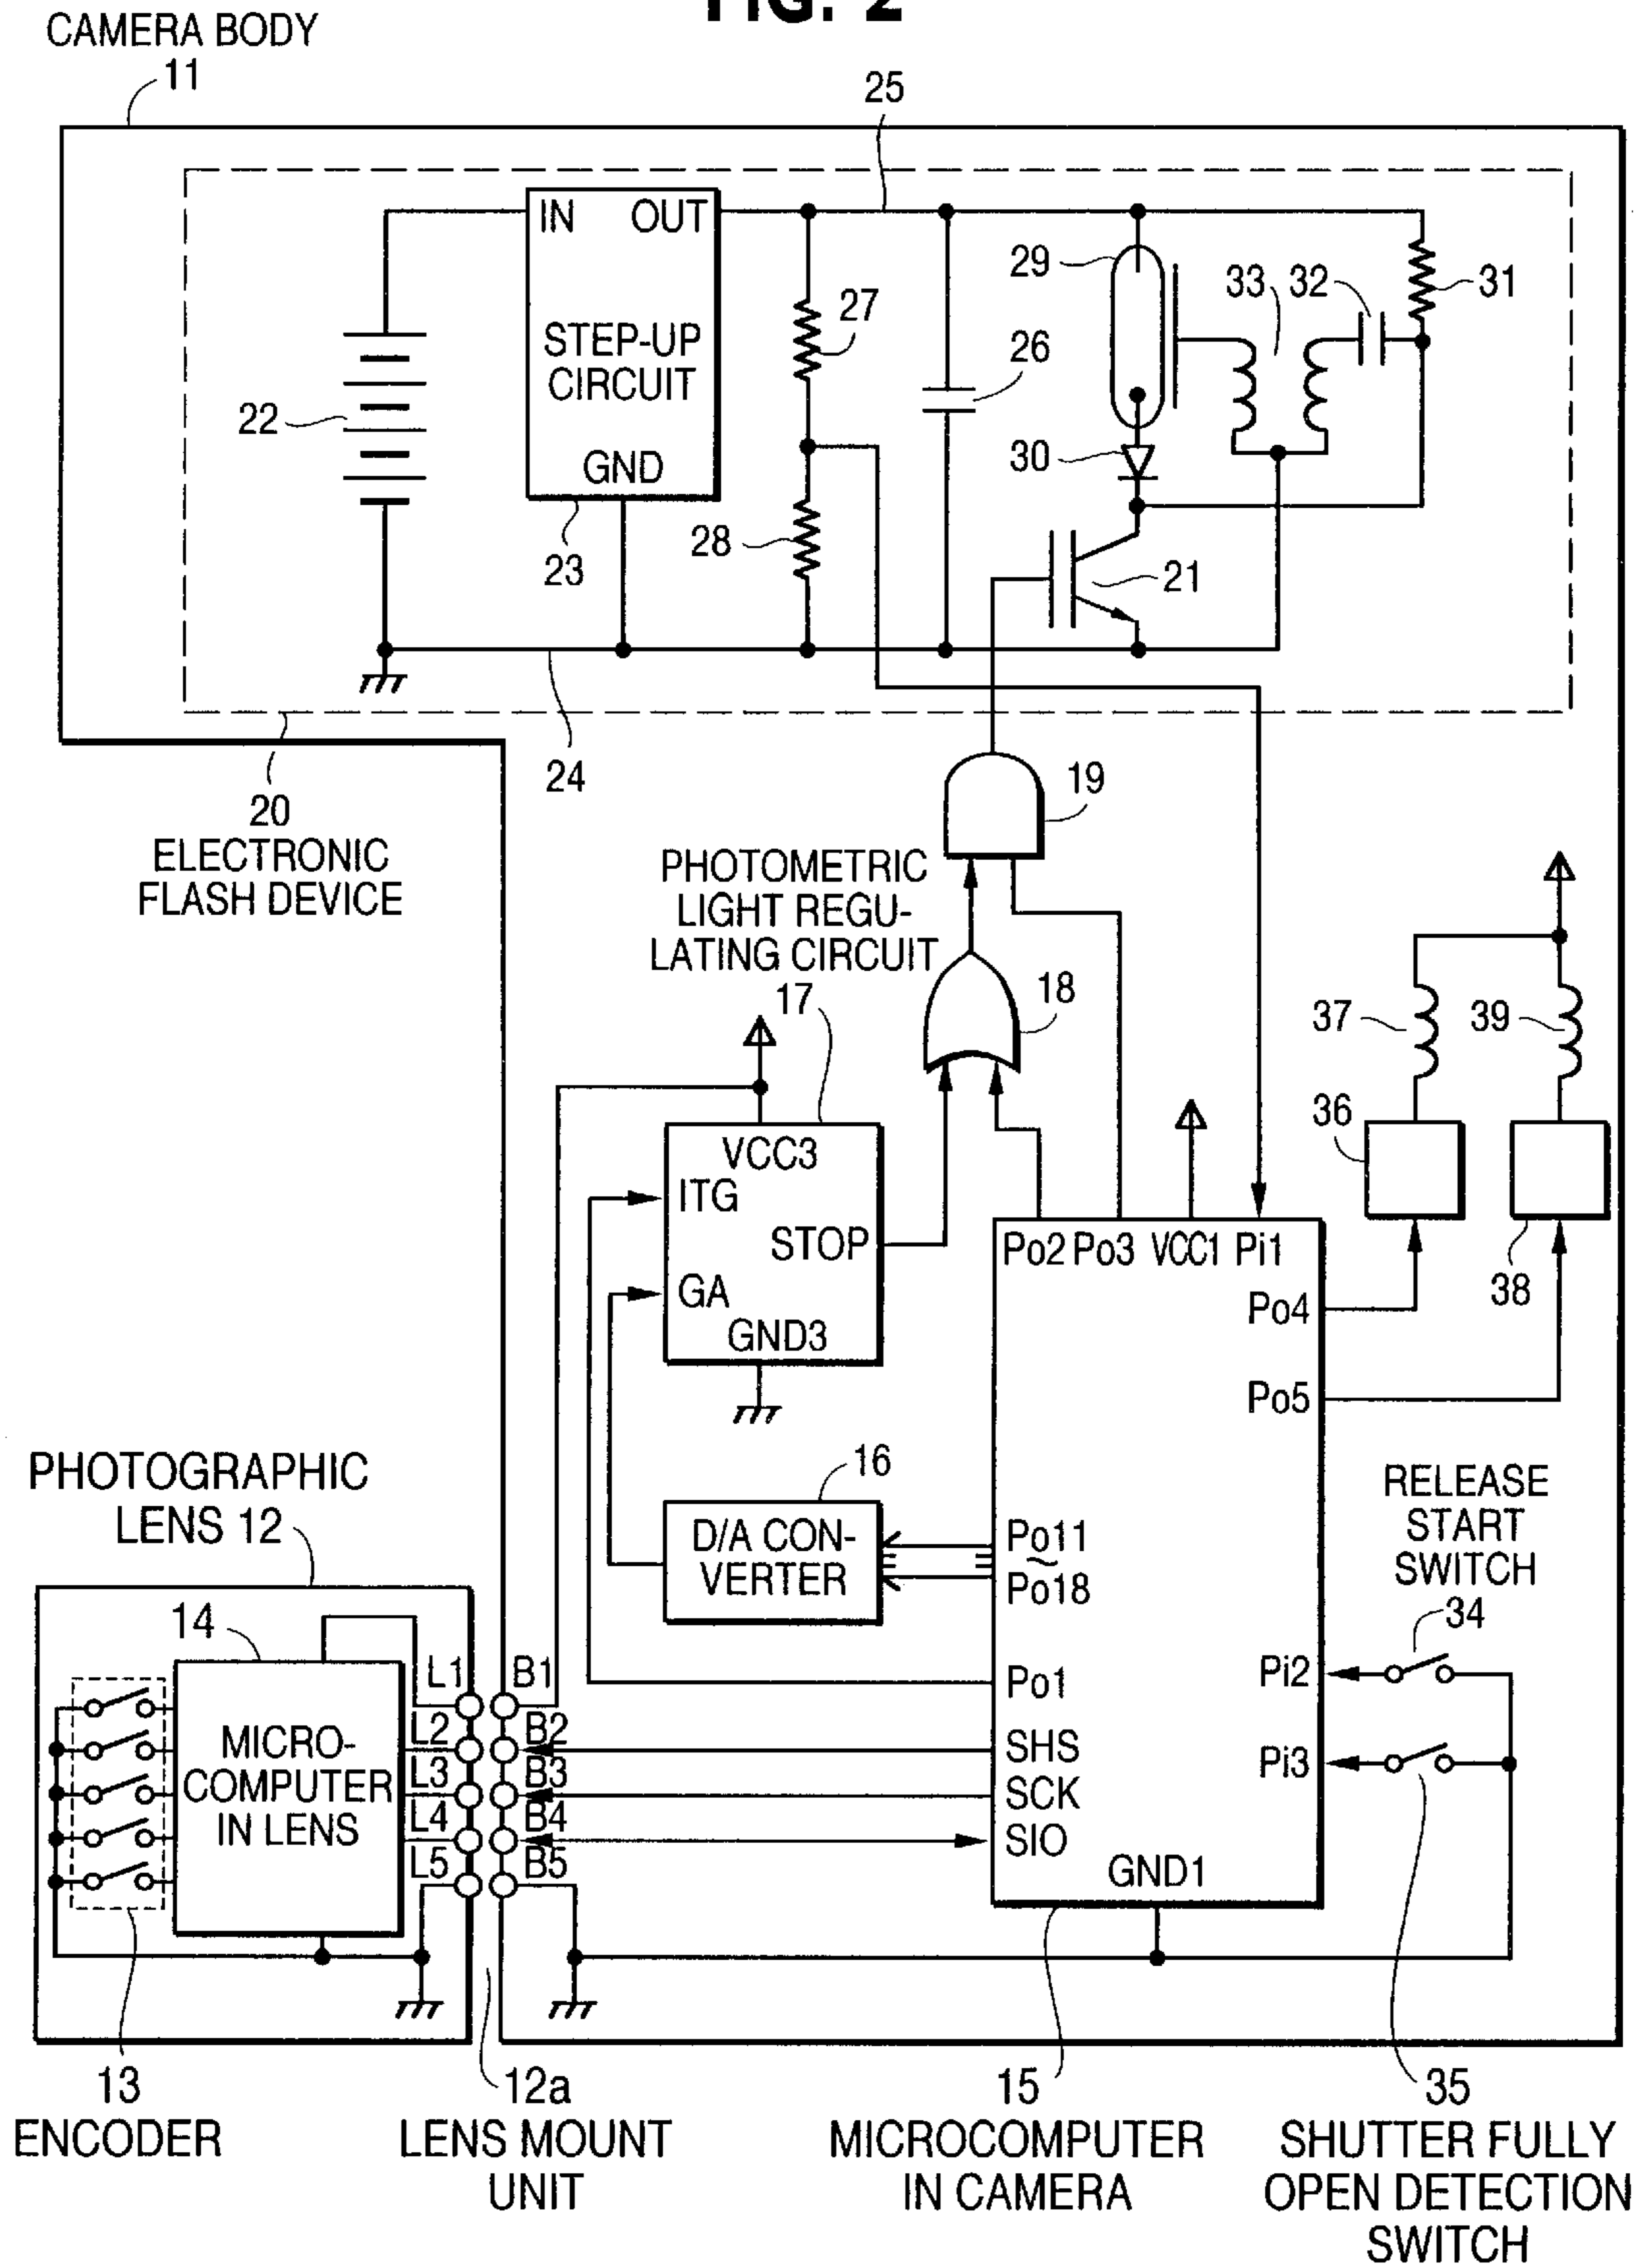 FIG. 2
CAMERA BODY
11
25
IN OUT
STEP-UP
CIRCUIT
GND
22
23
27
28
26
29
30
33
32
31
21
24
20
ELECTRONIC
FLASH DEVICE
19
PHOTOMETRIC
LIGHT REGU-
LATING CIRCUIT
17
18
37
39
36
38
VCC3
ITG
STOP
GA
GND3
Po2 Po3 VCC1 Pi1
Po4
Po5
16
D/A CON-
VERTER
Po11
~
Po18
Po1
SHS
SCK
SIO
GND1
Pi2
Pi3
RELEASE
START
SWITCH
34
PHOTOGRAPHIC
LENS 12
14
MICRO-
COMPUTER
IN LENS
L1 B1
L2 B2
L3 B3
L4 B4
L5 B5
13
ENCODER
12a
LENS MOUNT
UNIT
15
MICROCOMPUTER
IN CAMERA
35
SHUTTER FULLY
OPEN DETECTION
SWITCH